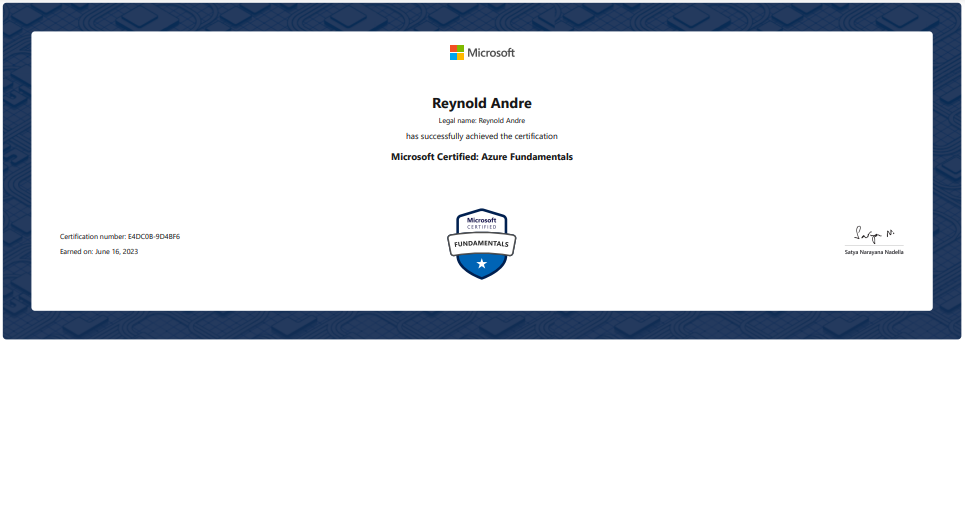 Microsoft
Reynold Andre
Legal name: Reynold Andre
has successfully achieved the certification
Microsoft Certified: Azure Fundamentals
Microsoft
CERTIFIED
FUNDAMENTALS
Certification number: E4DC0B-9D4BF6
Earned on: June 16, 2023
Satya N.
Satya Narayana Nadella